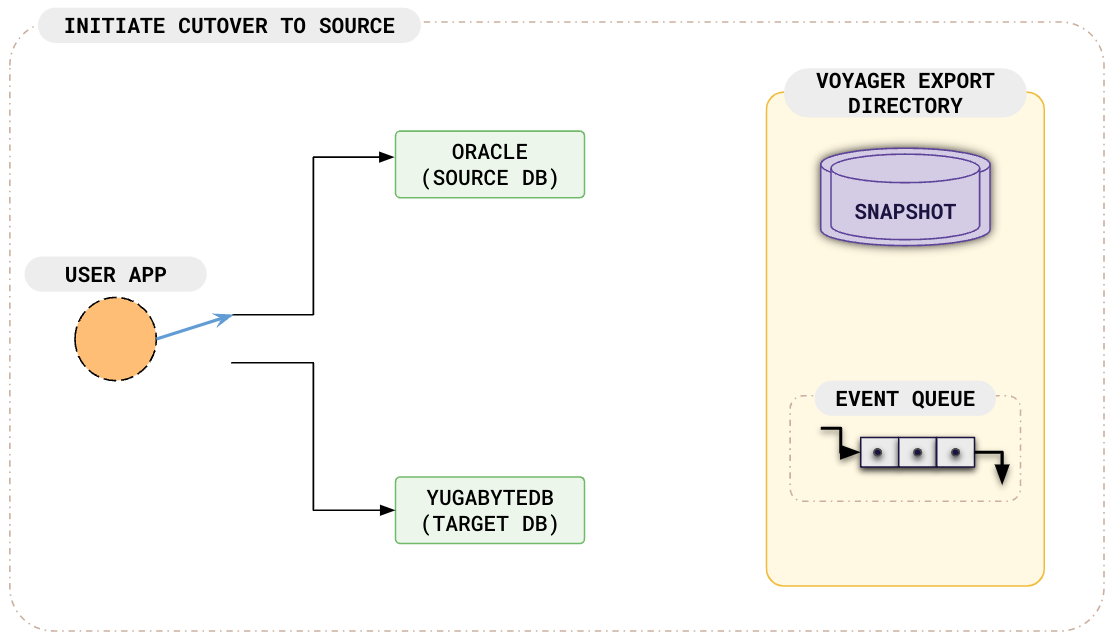 INITIATE CUTOVER TO SOURCE
VOYAGER EXPORT
DIRECTORY
ORACLE
(SOURCE DB)
SNAPSHOT
USER APP
EVENT QUEUE
YUGABYTEDB
(TARGET DB)